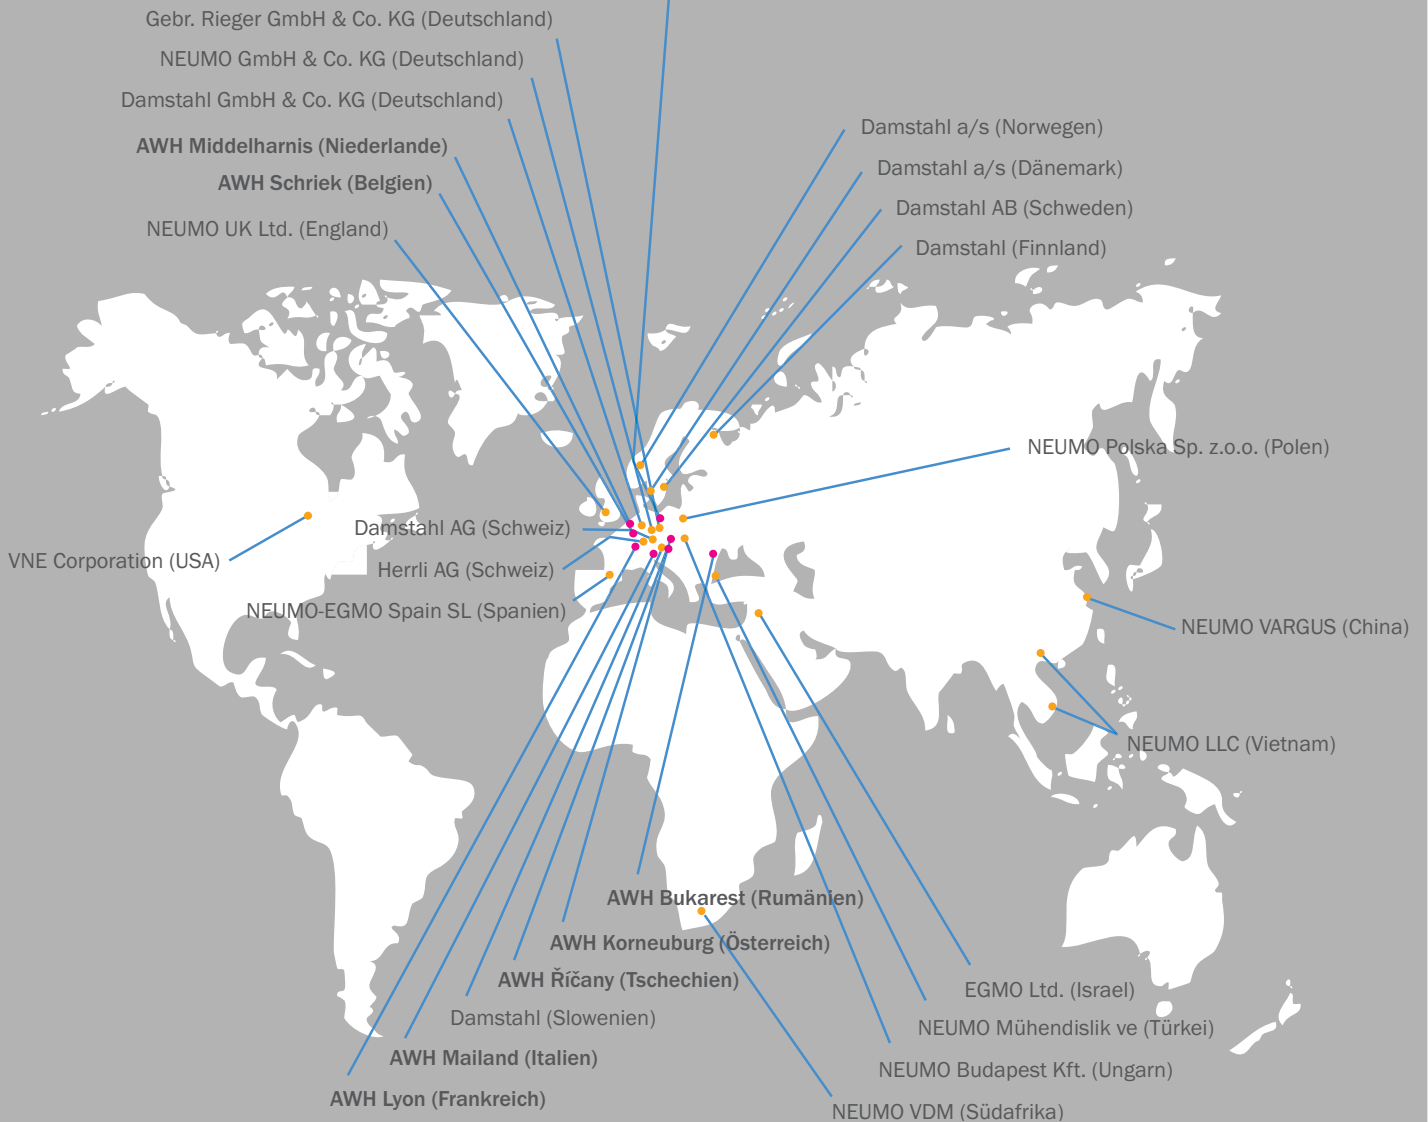 Gebr. Rieger GmbH & Co. KG (Deutschland)
NEUMO GmbH & Co. KG (Deutschland)
Damstahl GmbH & Co. KG (Deutschland)
AWH Middelharnis (Niederlande)
AWH Schriek (Belgien)
NEUMO UK Ltd. (England)
Damstahl a/s (Norwegen)
Damstahl a/s (Dänemark)
Damstahl AB (Schweden)
Damstahl (Finnland)
NEUMO Polska Sp. z.o.o. (Polen)
Damstahl AG (Schweiz)
VNE Corporation (USA)
Herrli AG (Schweiz)
NEUMO-EGMO Spain SL (Spanien)
NEUMO VARGUS (China)
NEUMO LLC (Vietnam)
AWH Bukarest (Rumänien)
AWH Korneuburg (Österreich)
AWH Říčany (Tschechien)
Damstahl (Slowenien)
AWH Mailand (Italien)
AWH Lyon (Frankreich)
EGMO Ltd. (Israel)
NEUMO Mühendislik ve (Türkei)
NEUMO Budapest Kft. (Ungarn)
NEUMO VDM (Südafrika)